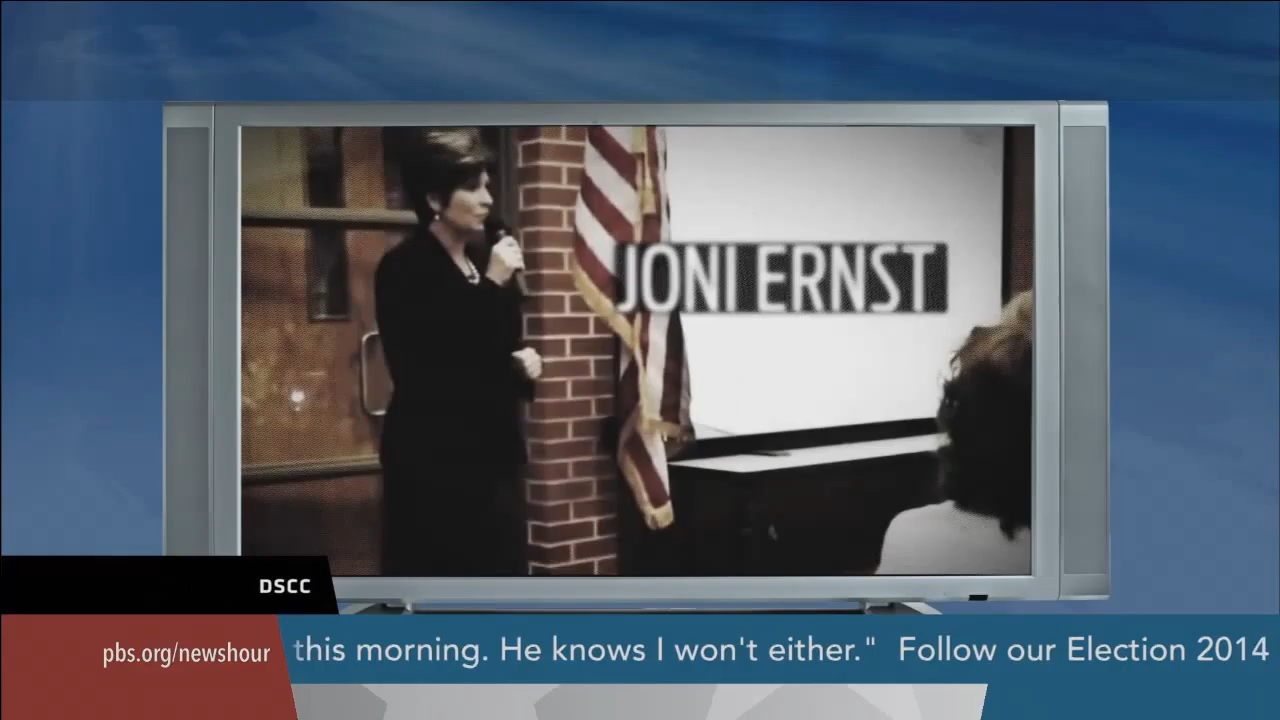 JONI ERNST
DSCC
pbs.org/newshour
this morning. He knows I won't either." Follow our Election 2014